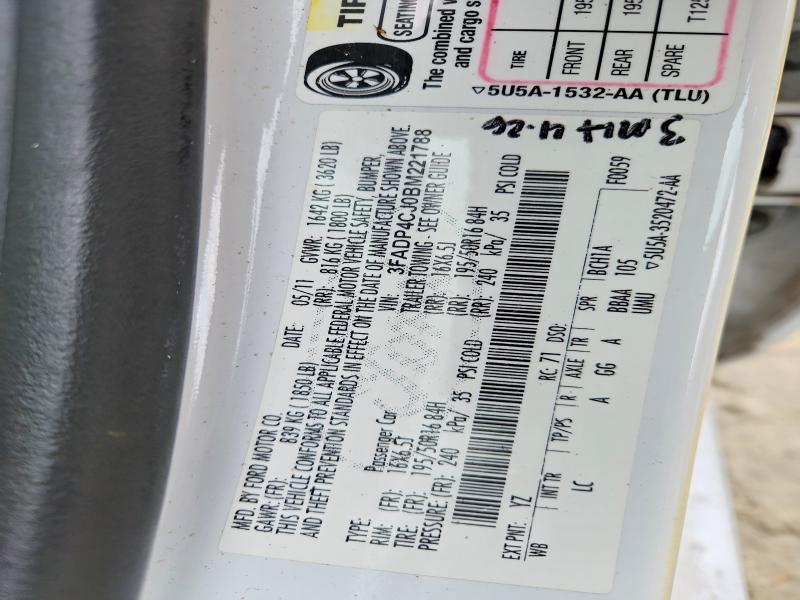 TIR
SEATING
The combined
and cargo
TIRE
FRONT 195
REAR 195
SPARE T125
5U5A-1532-AA (TLU)
3 MIT 4.26
MFD. BY FORD MOTOR CO. DATE: 05/11 GVWR: 1642 KG ( 3620 LB)
GAWR: (FR): 839 KG ( 1850 LB) (RR): 816 KG ( 1800 LB)
THIS VEHICLE CONFORMS TO ALL APPLICABLE FEDERAL MOTOR VEHICLE SAFETY, BUMPER,
AND THEFT PREVENTION STANDARDS IN EFFECT ON THE DATE OF MANUFACTURE SHOWN ABOVE.
VIN: 3FADP4CJ0BM221788
TYPE: Passenger Car TRAILER TOWING - SEE OWNER GUIDE
RIM: (FR): 16X6.5J (RR): 16X6.5J
TIRE: (FR): 195/50R16 84H (RR): 195/50R16 84H
PRESSURE (FR): 240 kPa/ 35 PSI COLD (RR): 240 kPa/ 35 PSI COLD
EXT PNT: YZ RC: 71 DSO: F0059
WB INT TR TP/PS R AXLE TR SPR BCH1A
LC A GG A BBAA 105
UMU
5U5A-3520472-AA